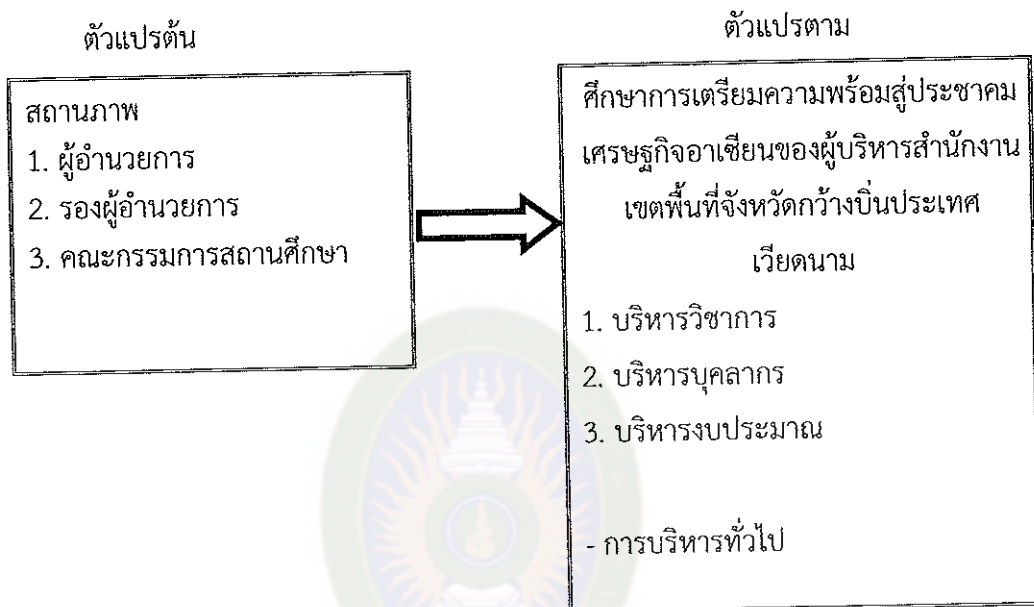 ตัวแปรต้น
สถานภาพ
1. ผู้อำนวยการ
2. รองผู้อำนวยการ
3. คณะกรรมการสถานศึกษา
ตัวแปรตาม
ศึกษาการเตรียมความพร้อมสู่ประชาคม
เศรษฐกิจอาเซียนของผู้บริหารสำนักงาน
เขตพื้นที่จังหวัดกว้างบิ่นประเทศ
เวียดนาม
1. บริหารวิชาการ
2. บริหารบุคลากร
3. บริหารงบประมาณ
- การบริหารทั่วไป